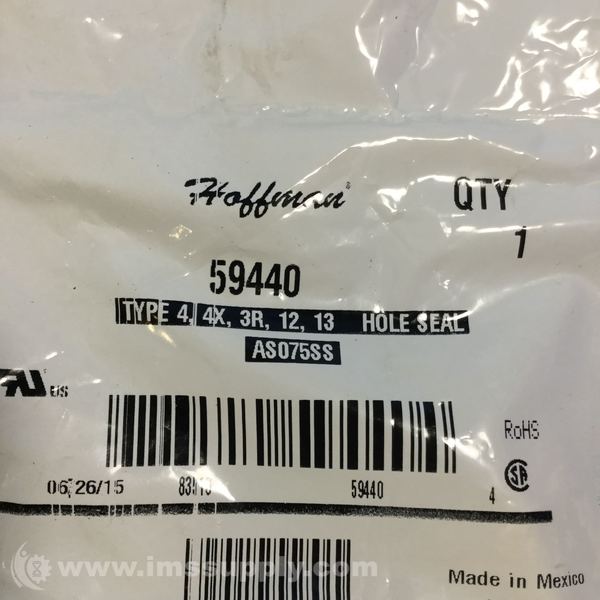 Hoffman®
QTY
1
59440
TYPE 4, 4X, 3R, 12, 13 HOLE SEAL
AS075SS
US
RoHS
06/26/15 59440 4
www.imssupply.com
Made in Mexico